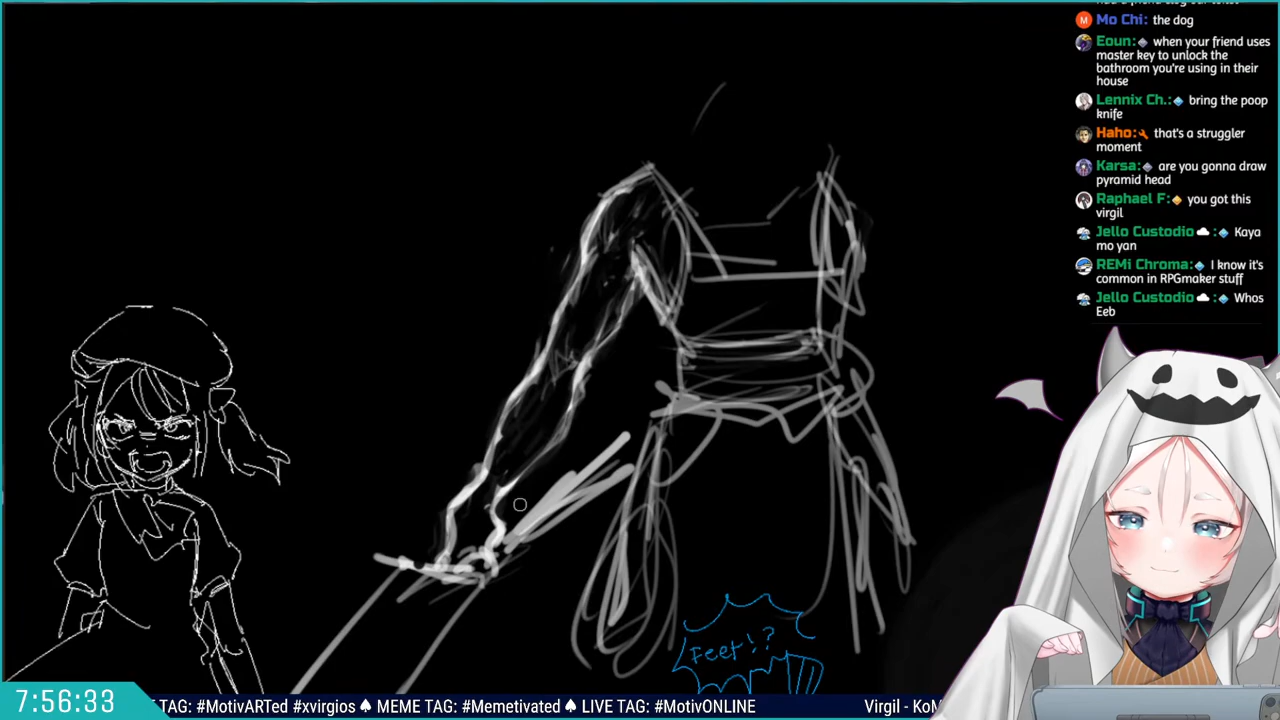 Mo Chi: the dog
Eoun: when your friend uses
master key to unlock the
bathroom you're using in their
house
Lennix Ch.: bring the poop
knife
Haho: that's a struggler
moment
Karsa: are you gonna draw
pyramid head
Raphael F: you got this
virgil
Jello Custodio: Kaya
mo yan
REMi Chroma: I know it's
common in RPGmaker stuff
Jello Custodio: Whos
Eeb
Feet!?
7:56:33
TAG: #MotivARTed #xvirgios ♠ MEME TAG: #Memetivated ♠ LIVE TAG: #MotivONLINE
Virgil - KoM